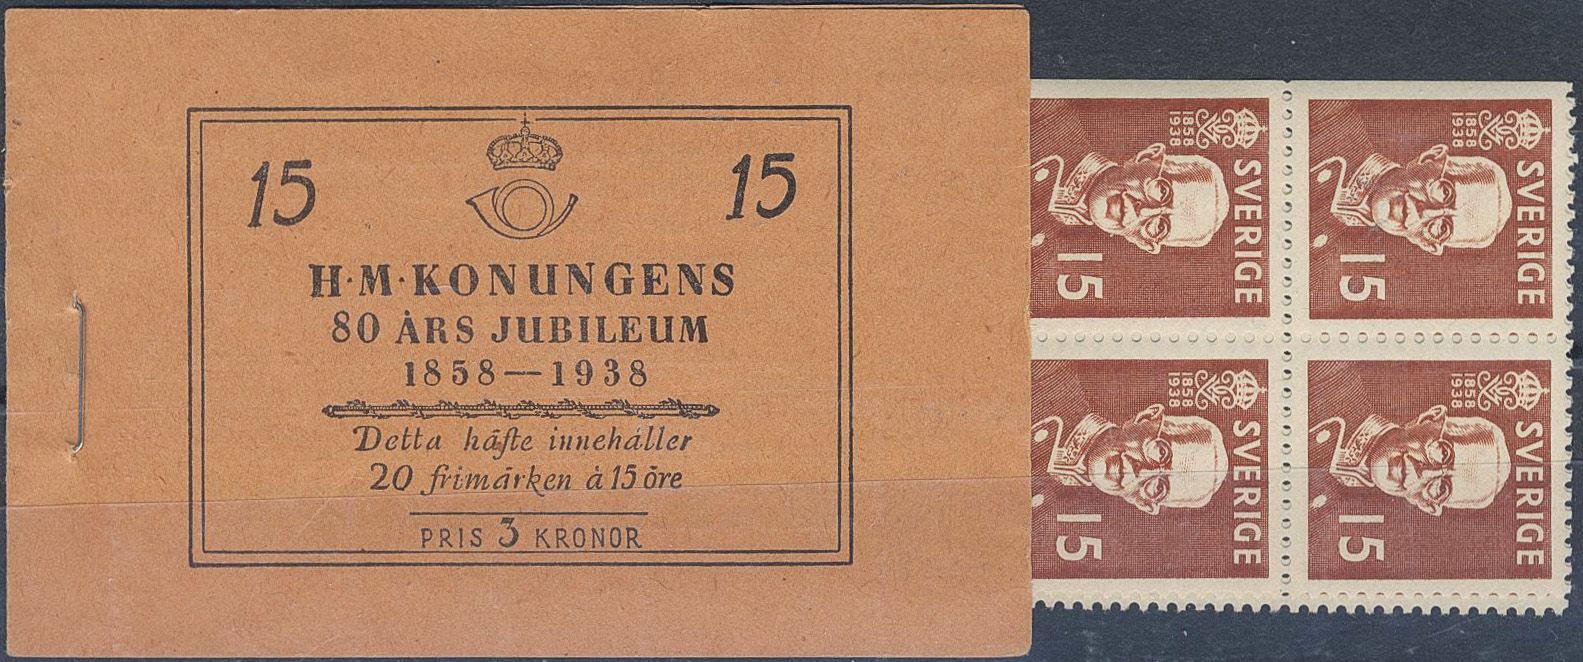 15 15
H·M·KONUNGENS
80 ÅRS JUBILEUM
1858—1938
Detta häfte innehåller
20 frimärken à 15 öre
PRIS 3 KRONOR
1858
1938
SVERIGE
15
1858
1938
SVERIGE
15
1858
1938
SVERIGE
15
1858
1938
SVERIGE
15